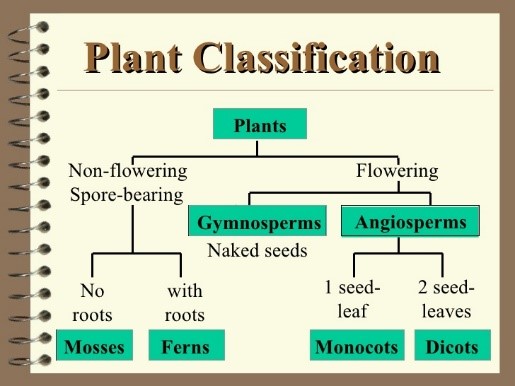 Plant Classification
Plants
Non-flowering
Spore-bearing
Flowering
Gymnosperms
Angiosperms
Naked seeds
No
roots
with
roots
1 seed-
leaf
2 seed-
leaves
Mosses
Ferns
Monocots
Dicots